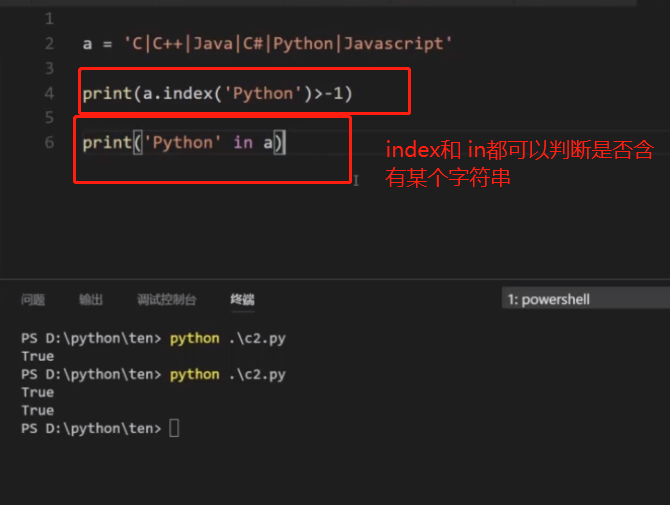 1
2 a = 'C|C++|Java|C#|Python|Javascript'
3
4 print(a.index('Python')>-1)
5
6 print('Python' in a)
index和 in都可以判断是否含
有某个字符串
问题 输出 调试控制台 终端 1: powershell
PS D:\python\ten> python .\c2.py
True
PS D:\python\ten> python .\c2.py
True
True
PS D:\python\ten>